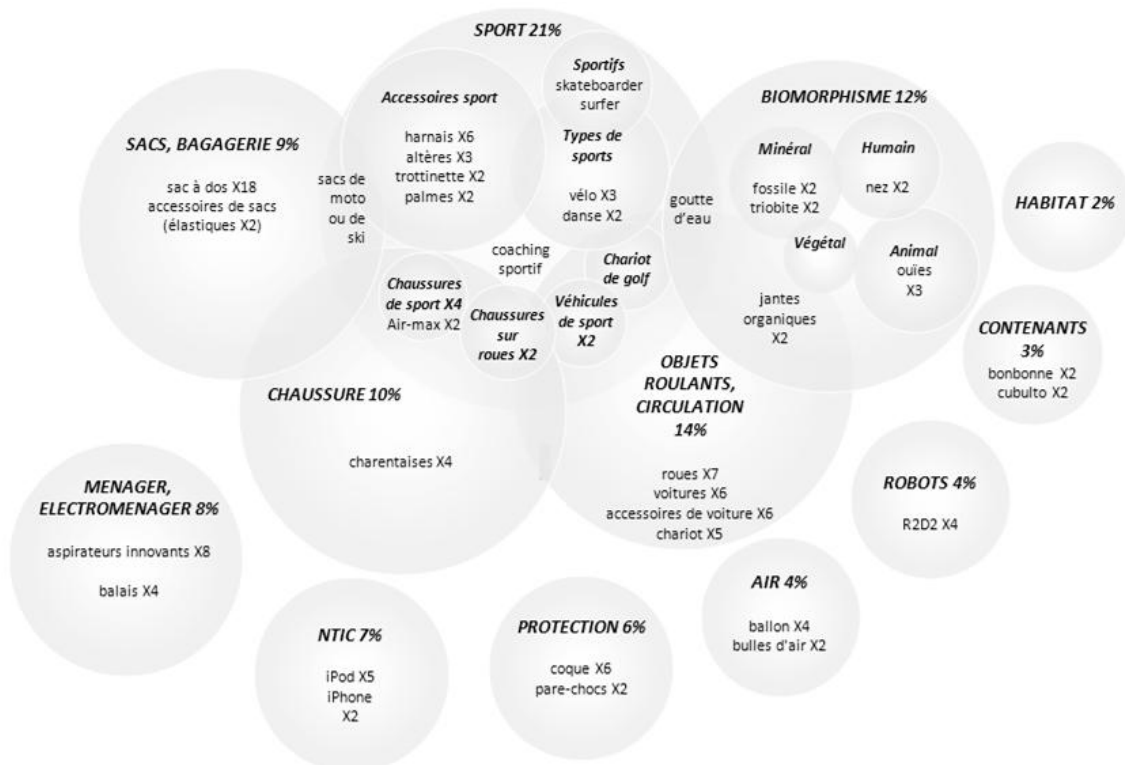 SPORT 21%
Sportifs
skateboarder
surfer
Accessoires sport
harnais X6
altères X3
trottinette X2
palmes X2
Types de
sports
vélo X3
danse X2
BIOMORPHISME 12%
Minéral
fossile X2
triobite X2
Humain
nez X2
Végétal
Animal
ouïes
X3
goutte
d'eau
jantes
organiques
X2
SACS, BAGAGERIE 9%
sac à dos X18
accessoires de sacs
(élastiques X2)
sacs de
moto
ou de
ski
HABITAT 2%
coaching
sportif
Chariot
de golf
Chaussures
de sport X4
Air-max X2
Chaussures
sur
roues X2
Véhicules
de sport
X2
CONTENANTS
3%
bonbonne X2
cubulto X2
CHAUSSURE 10%
charentaises X4
OBJETS
ROULANTS,
CIRCULATION
14%
roues X7
voitures X6
accessoires de voiture X6
chariot X5
MENAGER,
ELECTROMENAGER 8%
aspirateurs innovants X8
balais X4
ROBOTS 4%
R2D2 X4
AIR 4%
ballon X4
bulles d'air X2
NTIC 7%
iPod X5
iPhone
X2
PROTECTION 6%
coque X6
pare-chocs X2